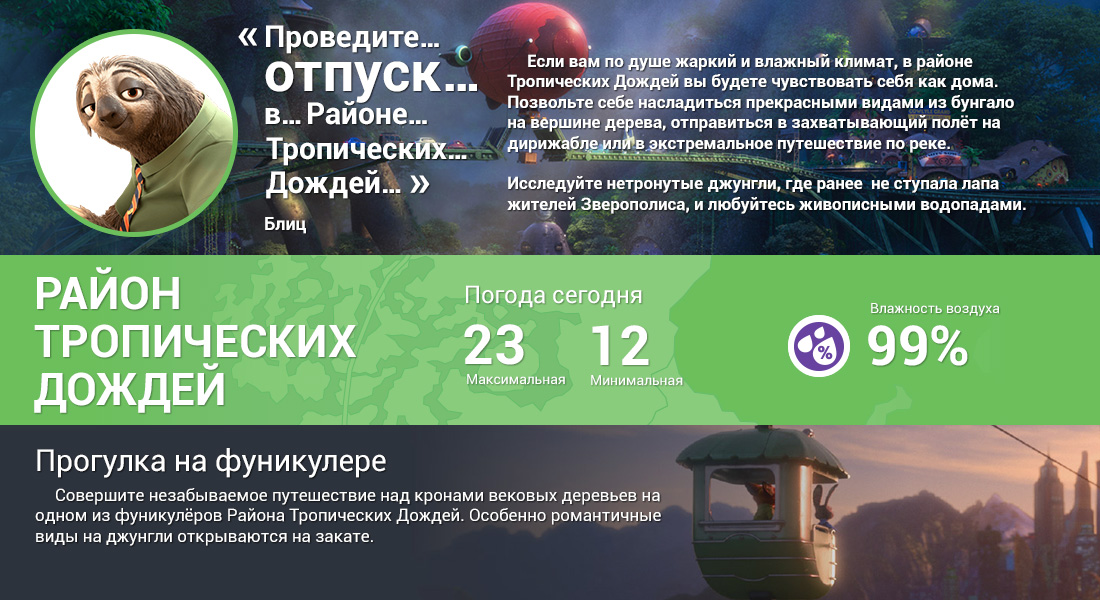 « Проведите...
отпуск...
в... Районе...
Тропических...
Дождей... »
Блиц
Если вам по душе жаркий и влажный климат, в районе
Тропических Дождей вы будете чувствовать себя как дома.
Позвольте себе насладиться прекрасными видами из бунгало
на вершине дерева, отправиться в захватывающий полёт на
дирижабле или в экстремальное путешествие по реке.
Исследуйте нетронутые джунгли, где ранее не ступала лапа
жителей Зверополиса, и любуйтесь живописными водопадами.
РАЙОН
ТРОПИЧЕСКИХ
ДОЖДЕЙ
Погода сегодня
23 12
Максимальная Минимальная
Влажность воздуха
% 99%
Прогулка на фуникулере
Совершите незабываемое путешествие над кронами вековых деревьев на
одном из фуникулёров Района Тропических Дождей. Особенно романтичные
виды на джунгли открываются на закате.